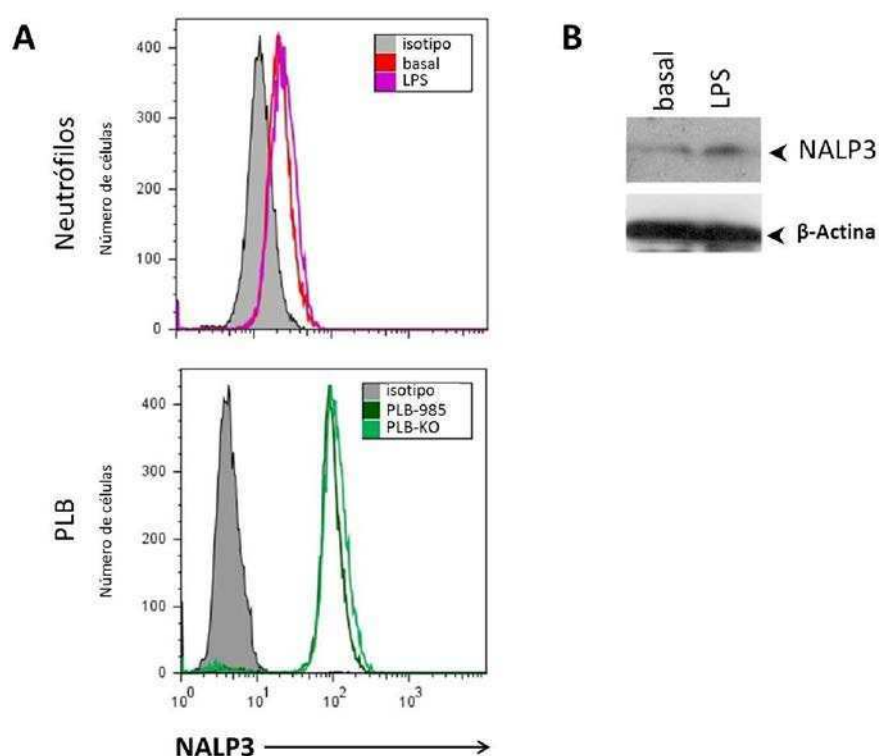 A
Neutrófilos
Número de células
400
300
200
100
0
isotipo
basal
LPS
PLB
Número de células
400
300
200
100
0
isotipo
PLB-985
PLB-KO
10⁰ 10¹ 10² 10³
NALP3
B
basal LPS
NALP3
β-Actina